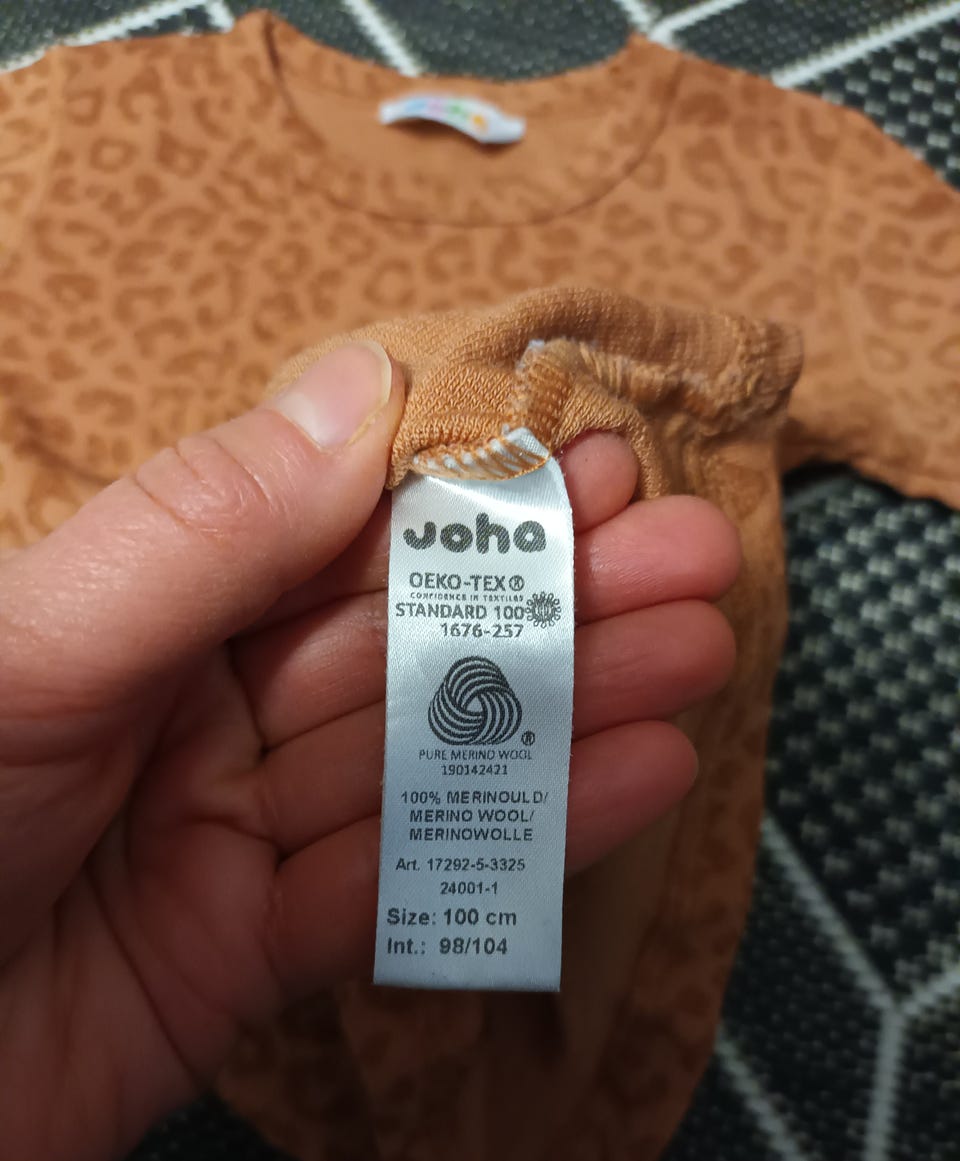 Joha
OEKO-TEX®
CONFIDENCE IN TEXTILES
STANDARD 100
1676-257
®
PURE MERINO WOOL
190142421
100% MERINOULD/
MERINO WOOL/
MERINOWOLLE
Art. 17292-5-3325
24001-1
Size: 100 cm
Int.: 98/104